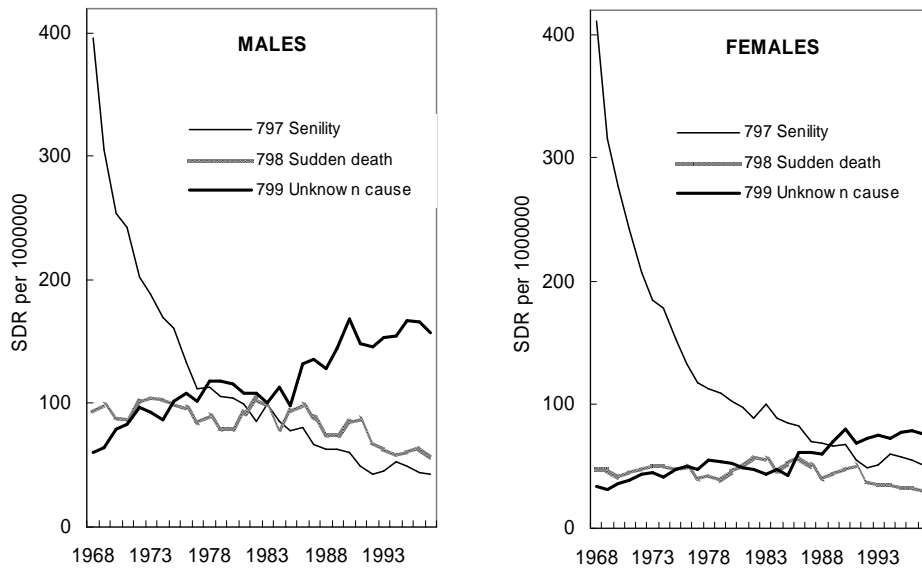 MALES
797 Senility
798 Sudden death
799 Unknow n cause
SDR per 1000000
400
300
200
100
0
1968 1973 1978 1983 1988 1993
FEMALES
797 Senility
798 Sudden death
799 Unknow n cause
SDR per 1000000
400
300
200
100
0
1968 1973 1978 1983 1988 1993